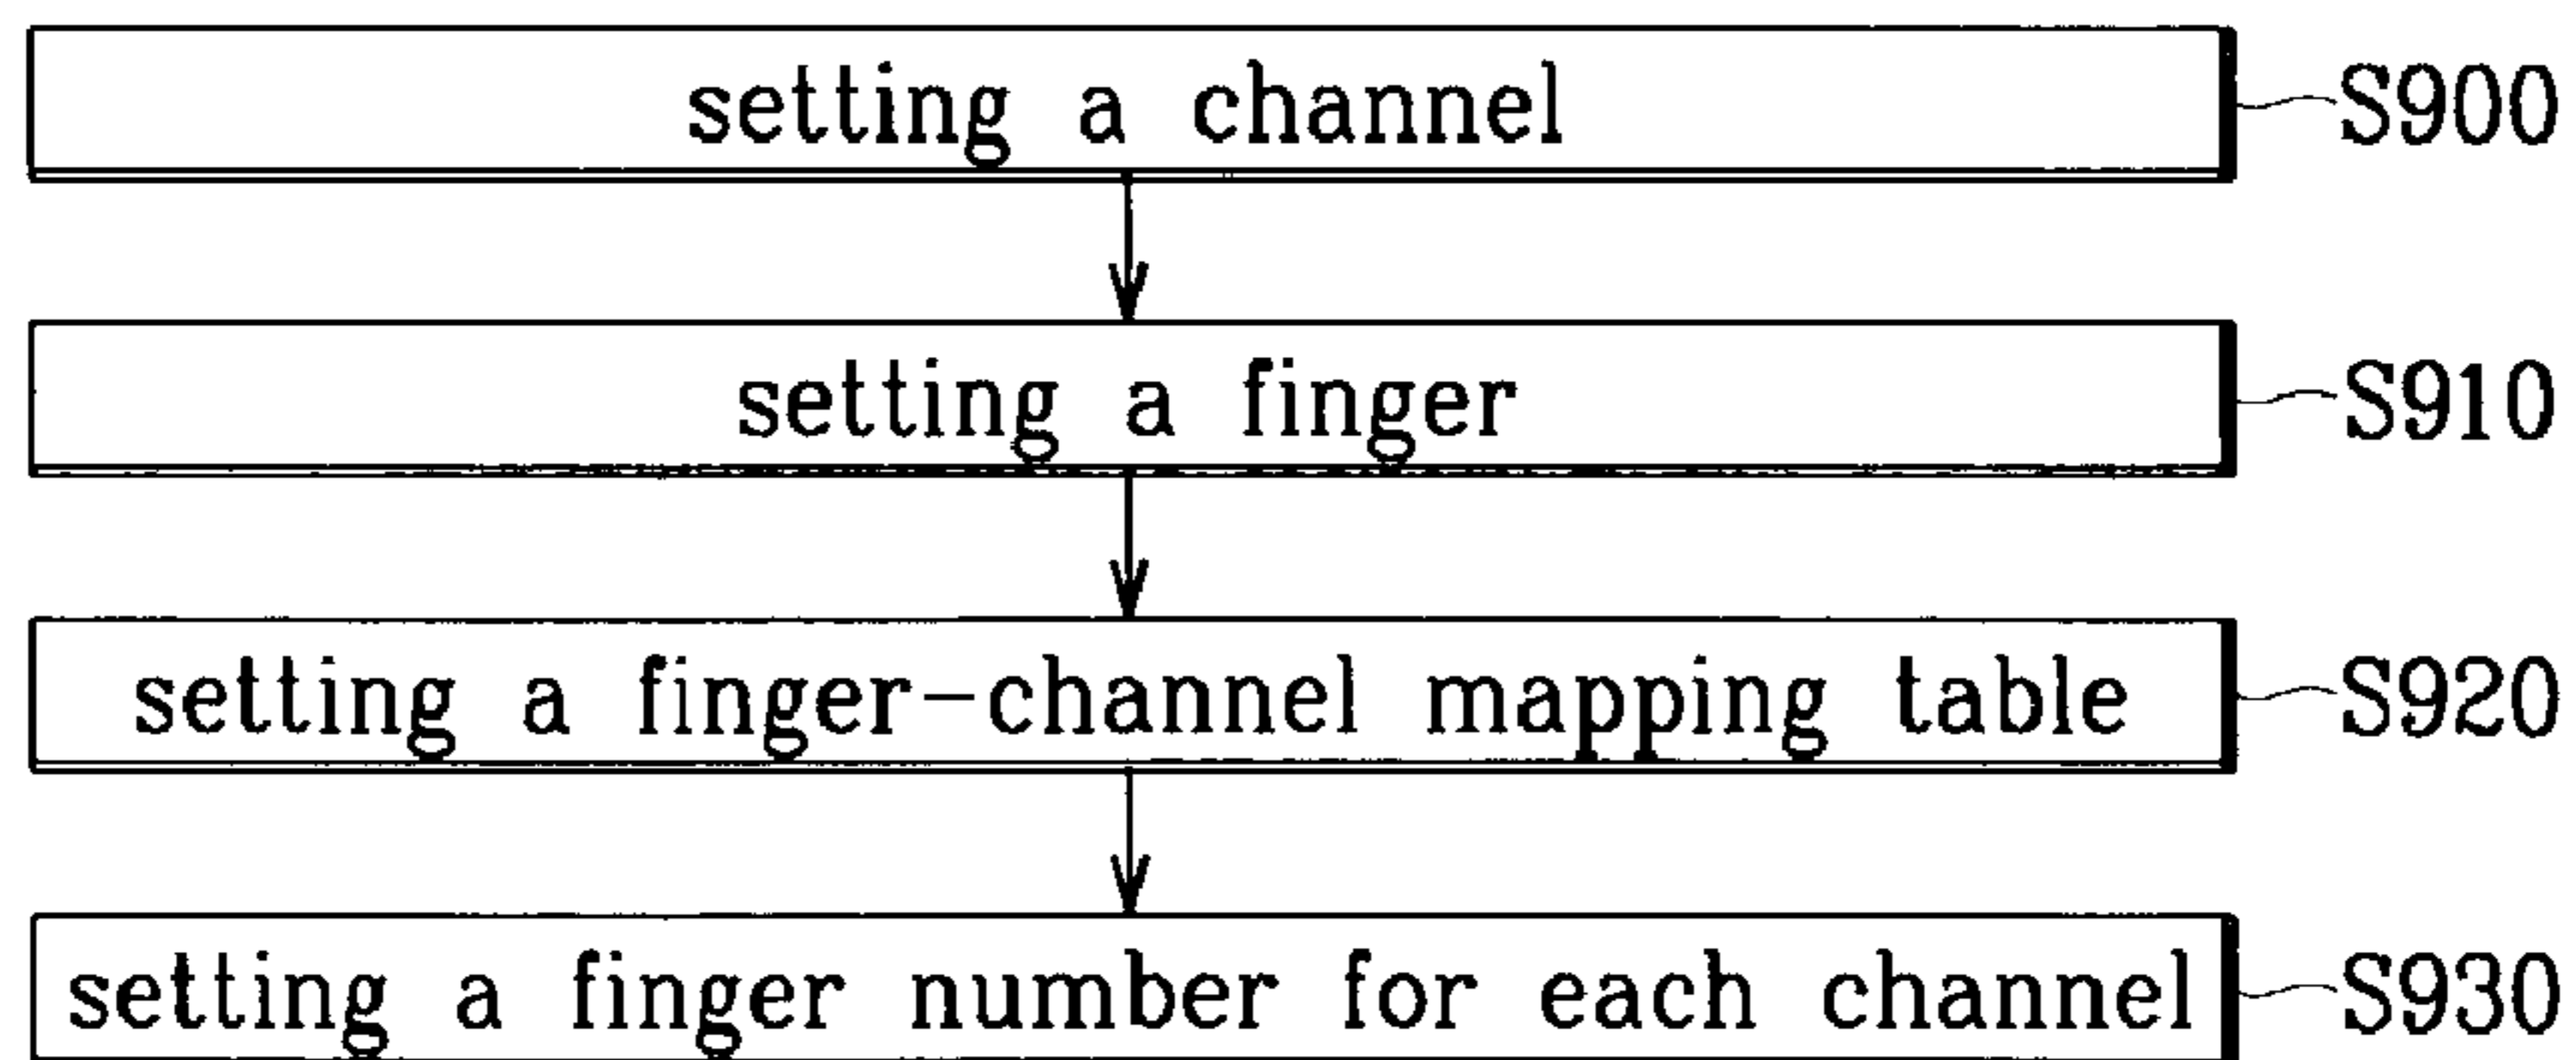 setting a channel S900
setting a finger S910
setting a finger-channel mapping table S920
setting a finger number for each channel S930